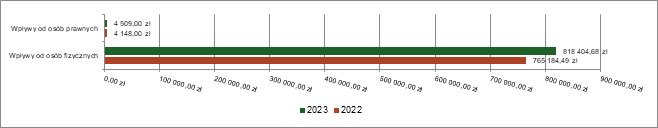 Wpływy od osób prawnych
4 509,00 zł
4 148,00 zł
Wpływy od osób fizycznych
818 404,68 zł
765 184,49 zł
0,00 zł
100 000,00 zł
200 000,00 zł
300 000,00 zł
400 000,00 zł
500 000,00 zł
600 000,00 zł
700 000,00 zł
800 000,00 zł
900 000,00 zł
2023 2022